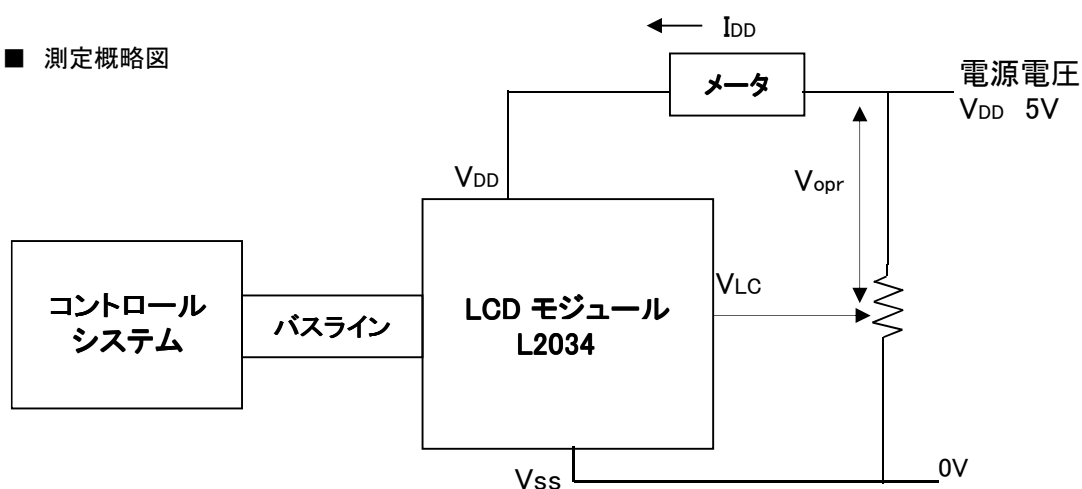 ■ 測定概略図
IDD
メータ
電源電圧
VDD 5V
VDD
Vopr
コントロール
システム
バスライン
LCD モジュール
L2034
VLC
Vss
0V